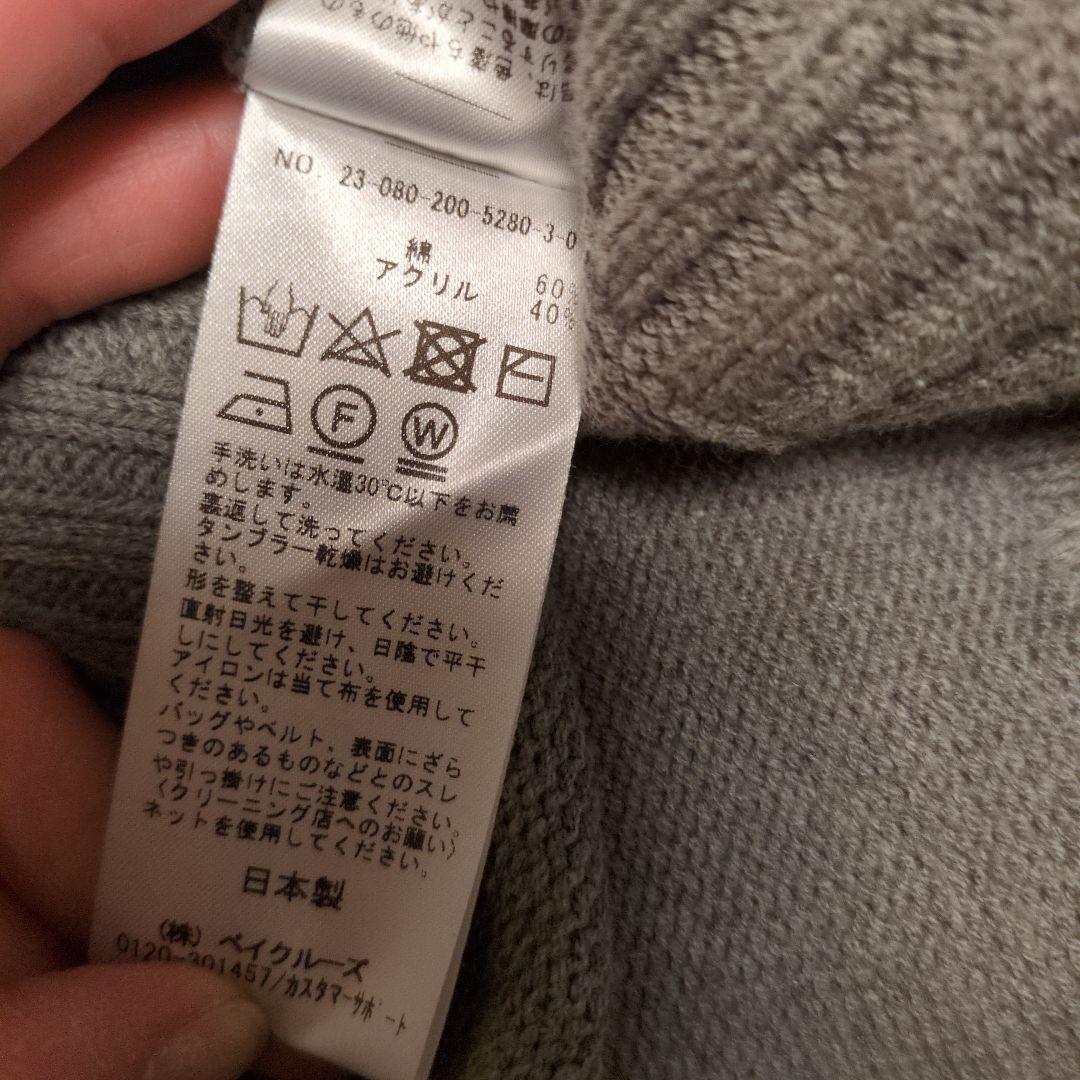 NO 23-080-200-5280-3-0
綿 60%
アクリル 40%
F W
手洗いは水温30℃以下をお薦
めします。
裏返して洗ってください。
タンブラー乾燥はお避けくだ
さい。
形を整えて干してください。
直射日光を避け、日陰で平干
しにしてください。
アイロンは当て布を使用して
ください。
バッグやベルト、表面にざら
つきのあるものなどとのスレ
や引っ掛けにご注意ください。
〈クリーニング店へのお願い〉
ネットを使用してください。
日本製
(株) ベイクルーズ
0120-301457/カスタマーサポート